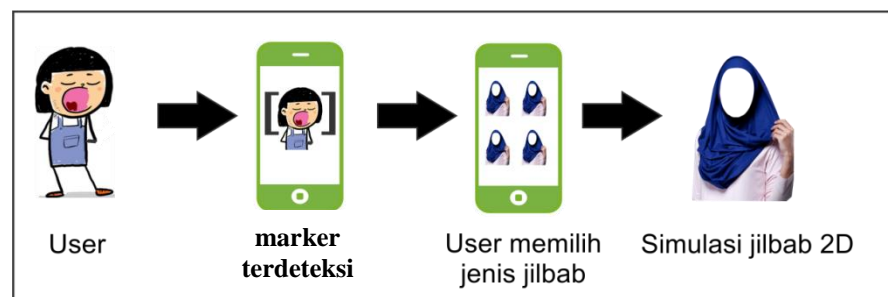 User
marker
terdeteksi
User memilih
jenis jilbab
Simulasi jilbab 2D